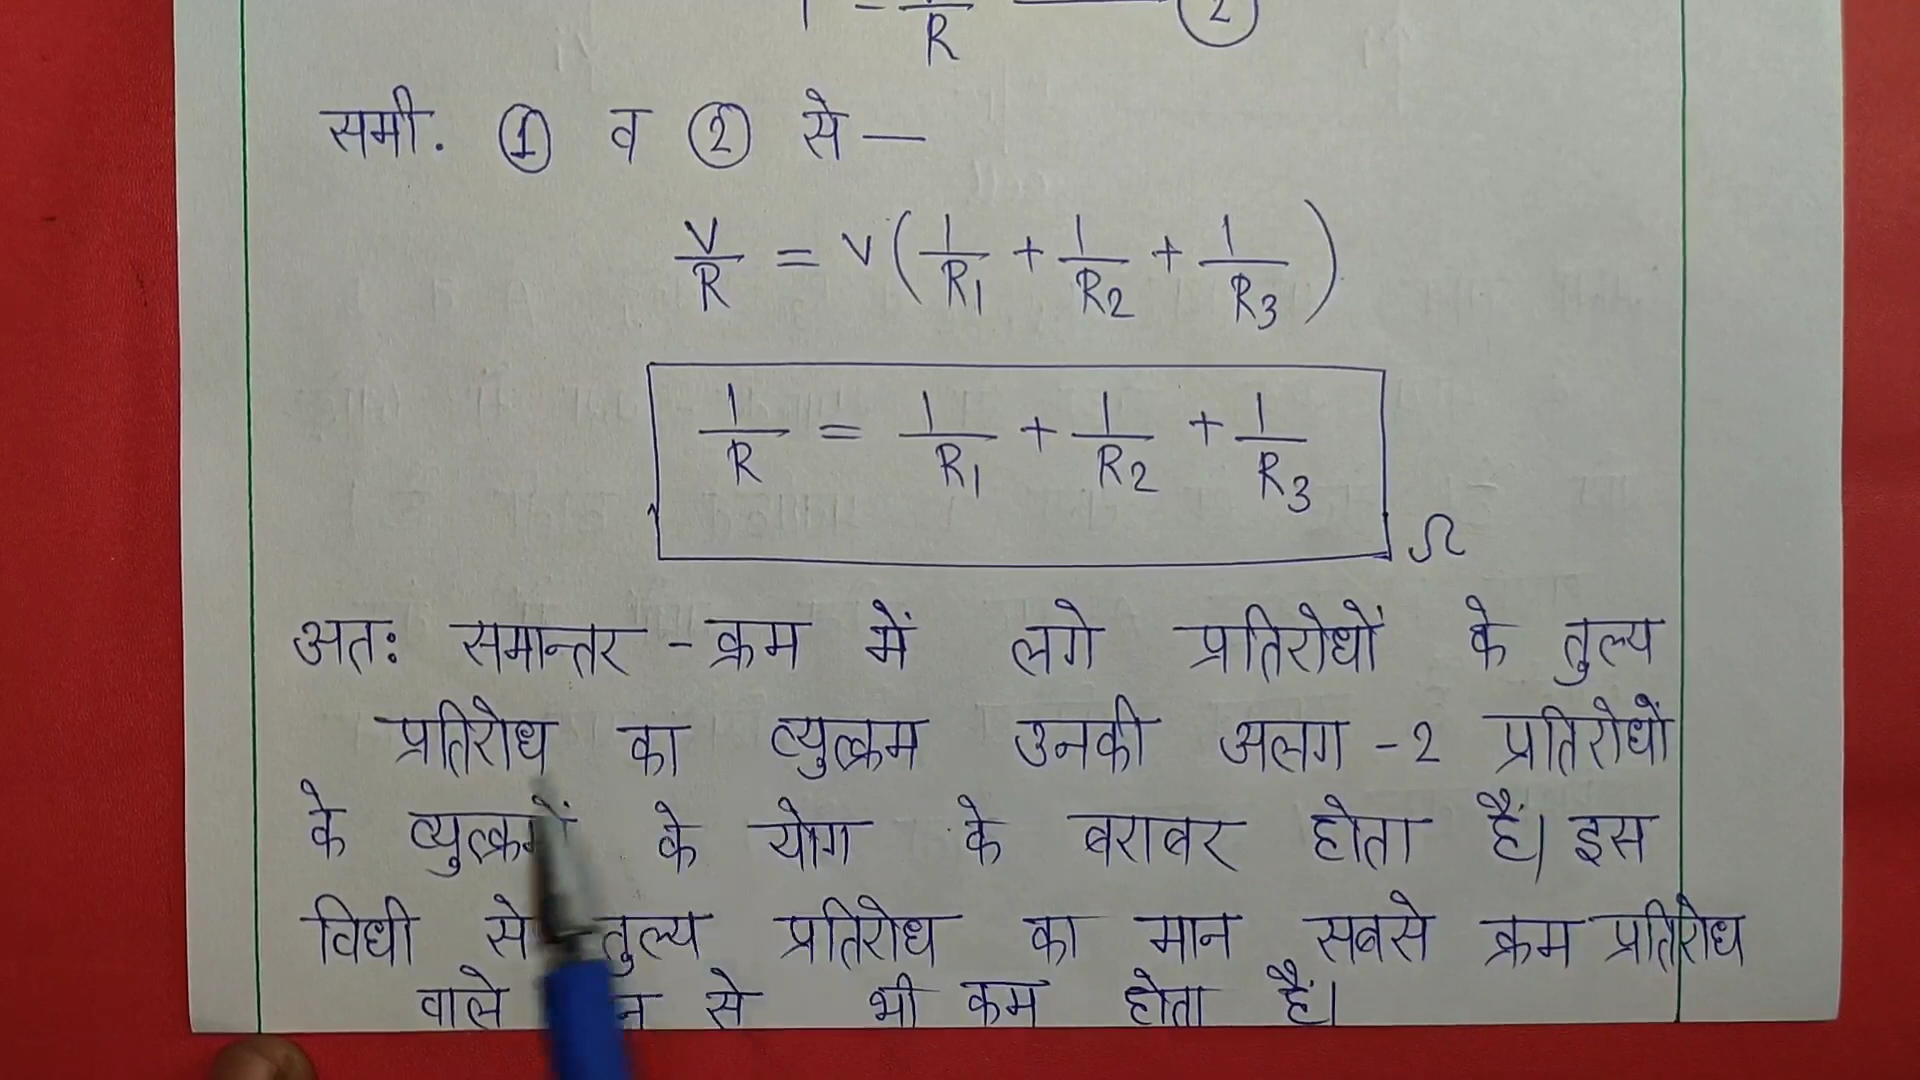 R ②
समी. ① व ② से —
V/R = V(1/R1 + 1/R2 + 1/R3)
1/R = 1/R1 + 1/R2 + 1/R3 Ω
अतः समान्तर - क्रम में लगे प्रतिरोधों के तुल्य
प्रतिरोध का व्युत्क्रम उनकी अलग -2 प्रतिरोधों
के व्युत्क्रमों के योग के बराबर होता हैं। इस
विधी से तुल्य प्रतिरोध का मान सबसे क्रम प्रतिरोध
वाले से भी कम होता हैं।